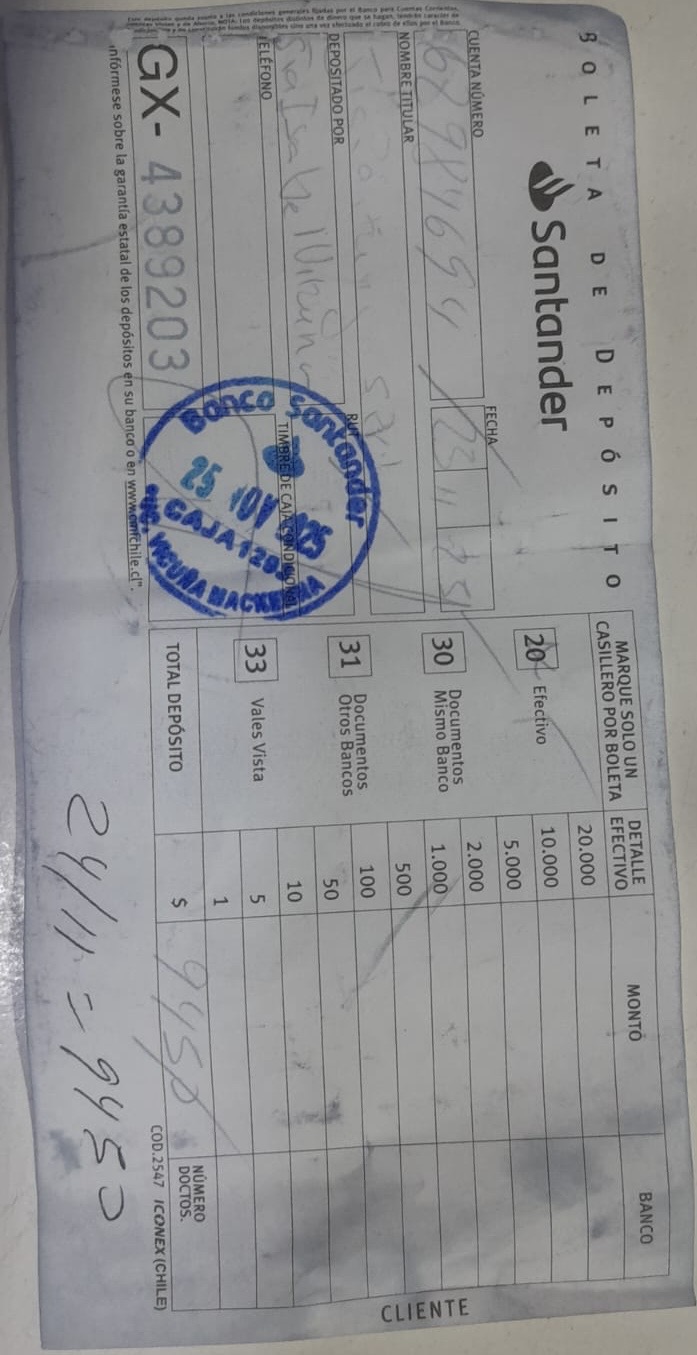 BOLETA DE DEPÓSITO
Santander
CUENTA NÚMERO
FECHA
NOMBRE TITULAR
DEPOSITADO POR
RUT
TELÉFONO
TIMBRE DE CAJA CONDICIONAL
Banco Santander
25 NOV 2025
CAJA
VICUÑA MACKENNA
GX- 4389203
infórmese sobre la garantía estatal de los depósitos en su banco o en www.cmfchile.cl".
MARQUE SOLO UN
CASILLERO POR BOLETA
20 Efectivo
30 Documentos
Mismo Banco
31 Documentos
Otros Bancos
33 Vales Vista
TOTAL DEPÓSITO $ 9450
DETALLE
EFECTIVO
MONTO
BANCO
20.000
10.000
5.000
2.000
1.000
500
100
50
10
5
1
NÚMERO
DOCTOS.
COD.2547 ICONEX (CHILE)
CLIENTE
24/11 = 9450